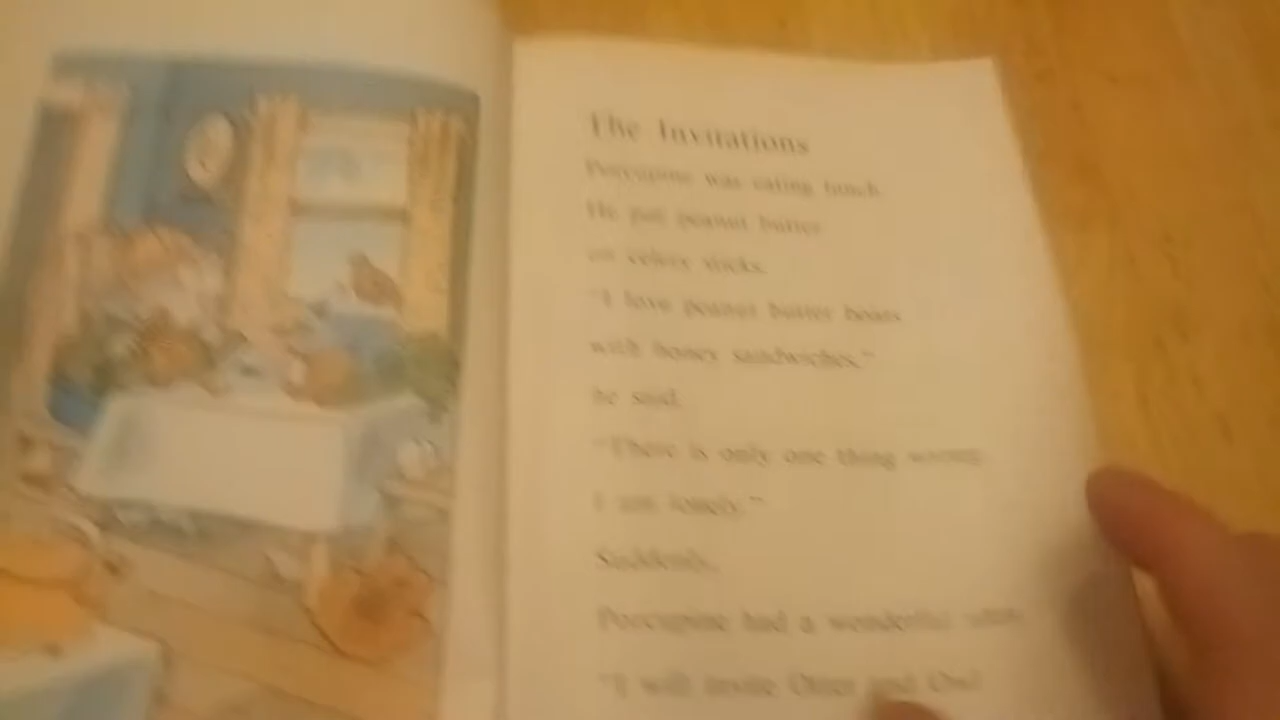 The Invitations
Porcupine was eating lunch.
He put peanut butter
on celery sticks.
"I love peanut butter boats
with honey sandwiches,"
he said.
"There is only one thing wrong.
I am lonely."
Suddenly,
Porcupine had a wonderful idea.
"I will invite Otter and Owl